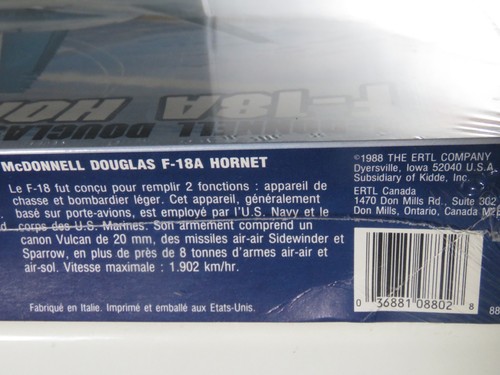 F-18A
DOUGLAS
HOR
McDONNELL DOUGLAS F-18A HORNET
Le F-18 fut conçu pour remplir 2 fonctions : appareil de
chasse et bombardier léger. Cet appareil, généralement
basé sur porte-avions, est employé par l'U.S. Navy et le
corps des U.S. Marines. Son armement comprend un
canon Vulcan de 20 mm, des missiles air-air Sidewinder et
Sparrow, en plus de près de 8 tonnes d'armes air-air et
air-sol. Vitesse maximale : 1.902 km/hr.
Fabriqué en Italie. Imprimé et emballé aux Etats-Unis.
©1988 THE ERTL COMPANY
Dyersville, Iowa 52040 U.S.A.
Subsidiary of Kidde, Inc.
ERTL Canada
1470 Don Mills Rd., Suite 302
Don Mills, Ontario, Canada M
0 36881 08802 8
88